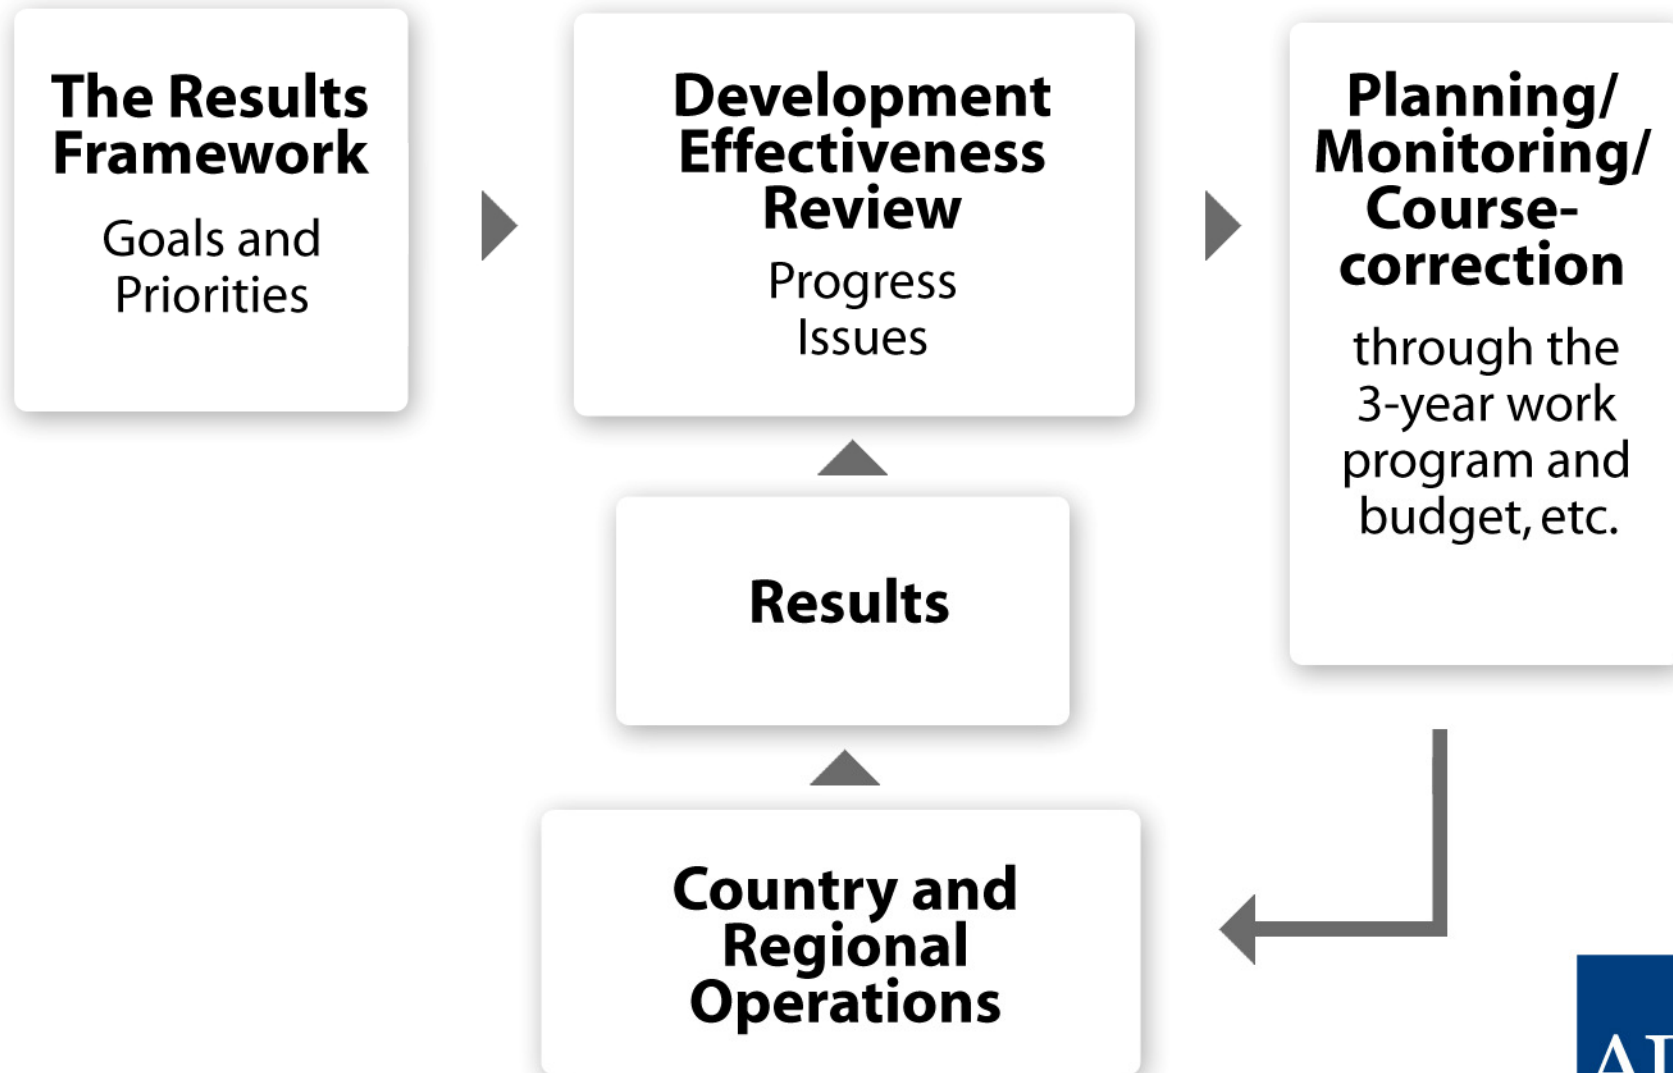 The Results
Framework
Goals and
Priorities
Development
Effectiveness
Review
Progress
Issues
Planning/
Monitoring/
Course-
correction
through the
3-year work
program and
budget, etc.
Results
Country and
Regional
Operations